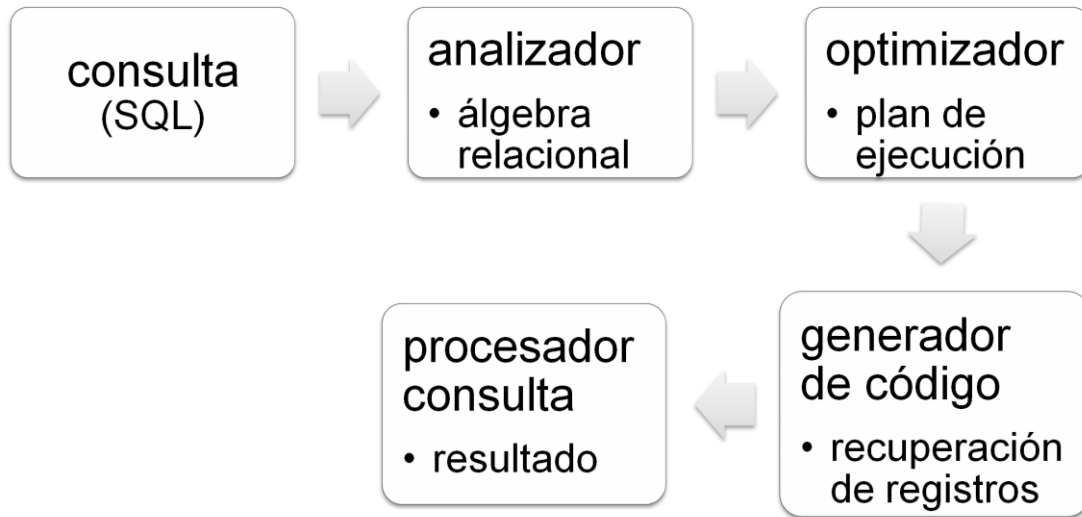 consulta
(SQL)
analizador
• álgebra
relacional
optimizador
• plan de
ejecución
generador
de código
• recuperación
de registros
procesador
consulta
• resultado